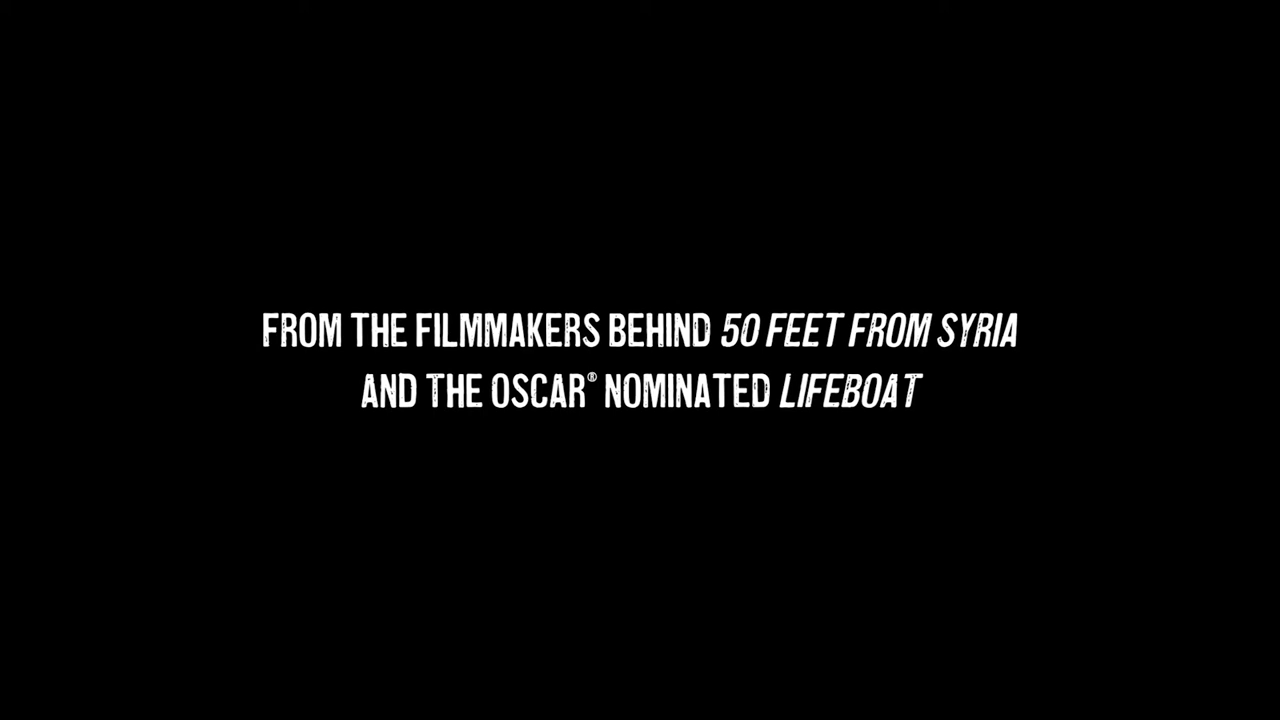 FROM THE FILMMAKERS BEHIND 50 FEET FROM SYRIA
AND THE OSCAR® NOMINATED LIFEBOAT